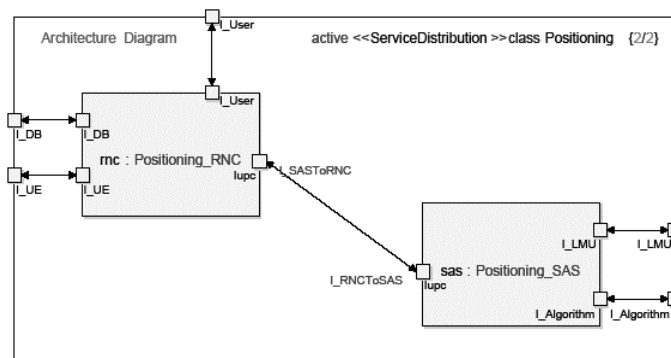 I_User
Architecture Diagram
active <<ServiceDistribution >>class Positioning {2/2}
I_User
I_DB
I_DB
rnc : Positioning_RNC
I_SASToRNC
Iupc
I_UE
I_UE
I_LMU
I_LMU
sas : Positioning_SAS
I_RNCToSAS
Iupc
I_Algorithm
I_Algorithm